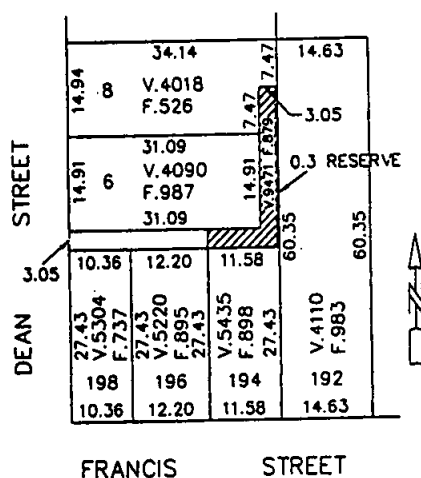 34.14
14.63
7.47
14.94
8
V.4018
F.526
7.47
3.05
31.09
14.91
6
V.4090
F.987
14.91
V.9471 F.879
0.3 RESERVE
31.09
60.35
60.35
3.05
10.36
12.20
11.58
27.43
V.5304
F.737
27.43
V.5220
F.895
27.43
V.5435
F.898
27.43
V.4110
F.983
198
196
194
192
10.36
12.20
11.58
14.63
DEAN STREET
FRANCIS STREET